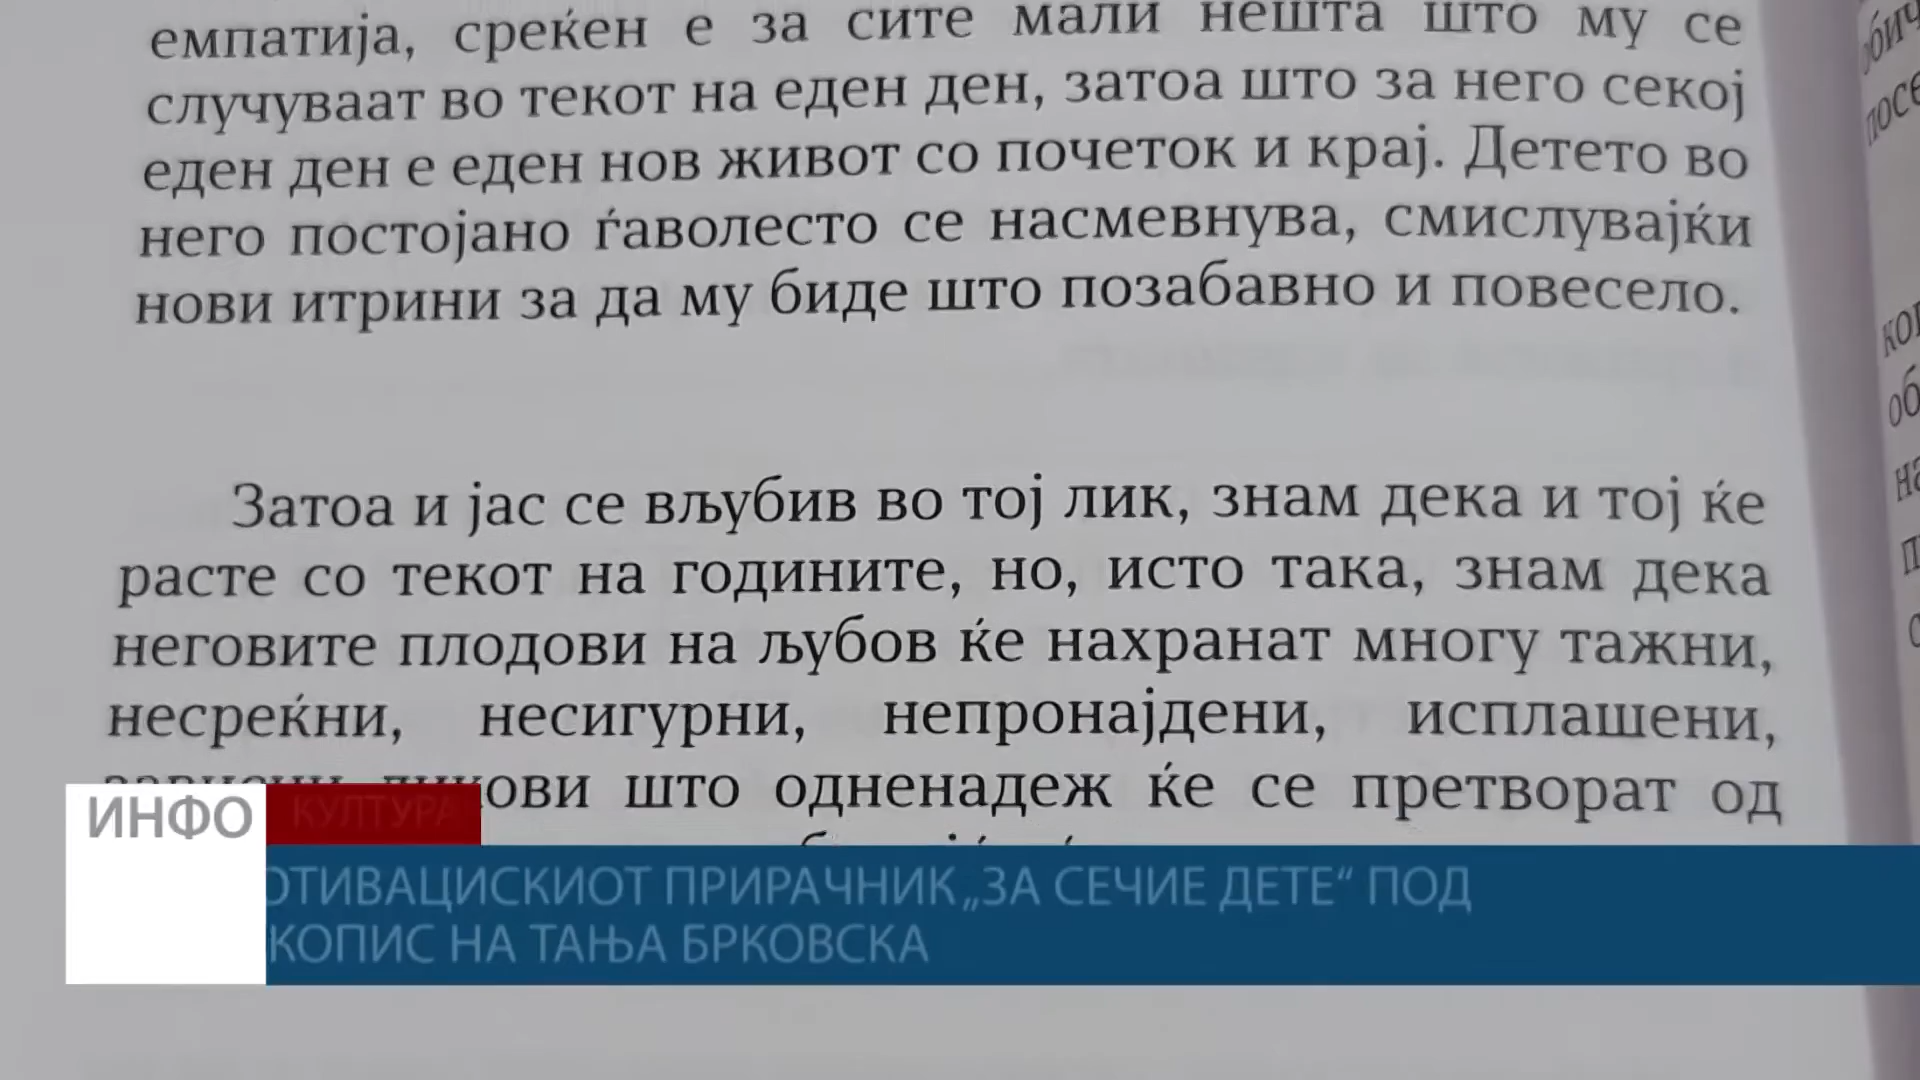 емпатија, среќен е за сите мали нешта што му се
случуваат во текот на еден ден, затоа што за него секој
еден ден е еден нов живот со почеток и крај. Детето во
него постојано ѓаволесто се насмевнува, смислувајќи
нови итрини за да му биде што позабавно и повесело.
Затоа и јас се вљубив во тој лик, знам дека и тој ќе
расте со текот на годините, но, исто така, знам дека
неговите плодови на љубов ќе нахранат многу тажни,
несреќни, несигурни, непронајдени, исплашени,
што одненадеж ќе се претворат од
ИНФО
КУЛТУРА
ОТИВАЦИСКИОТ ПРИРАЧНИК „ЗА СЕЧИЕ ДЕТЕ“ ПОД
КОПИС НА ТАЊА БРКОВСКА